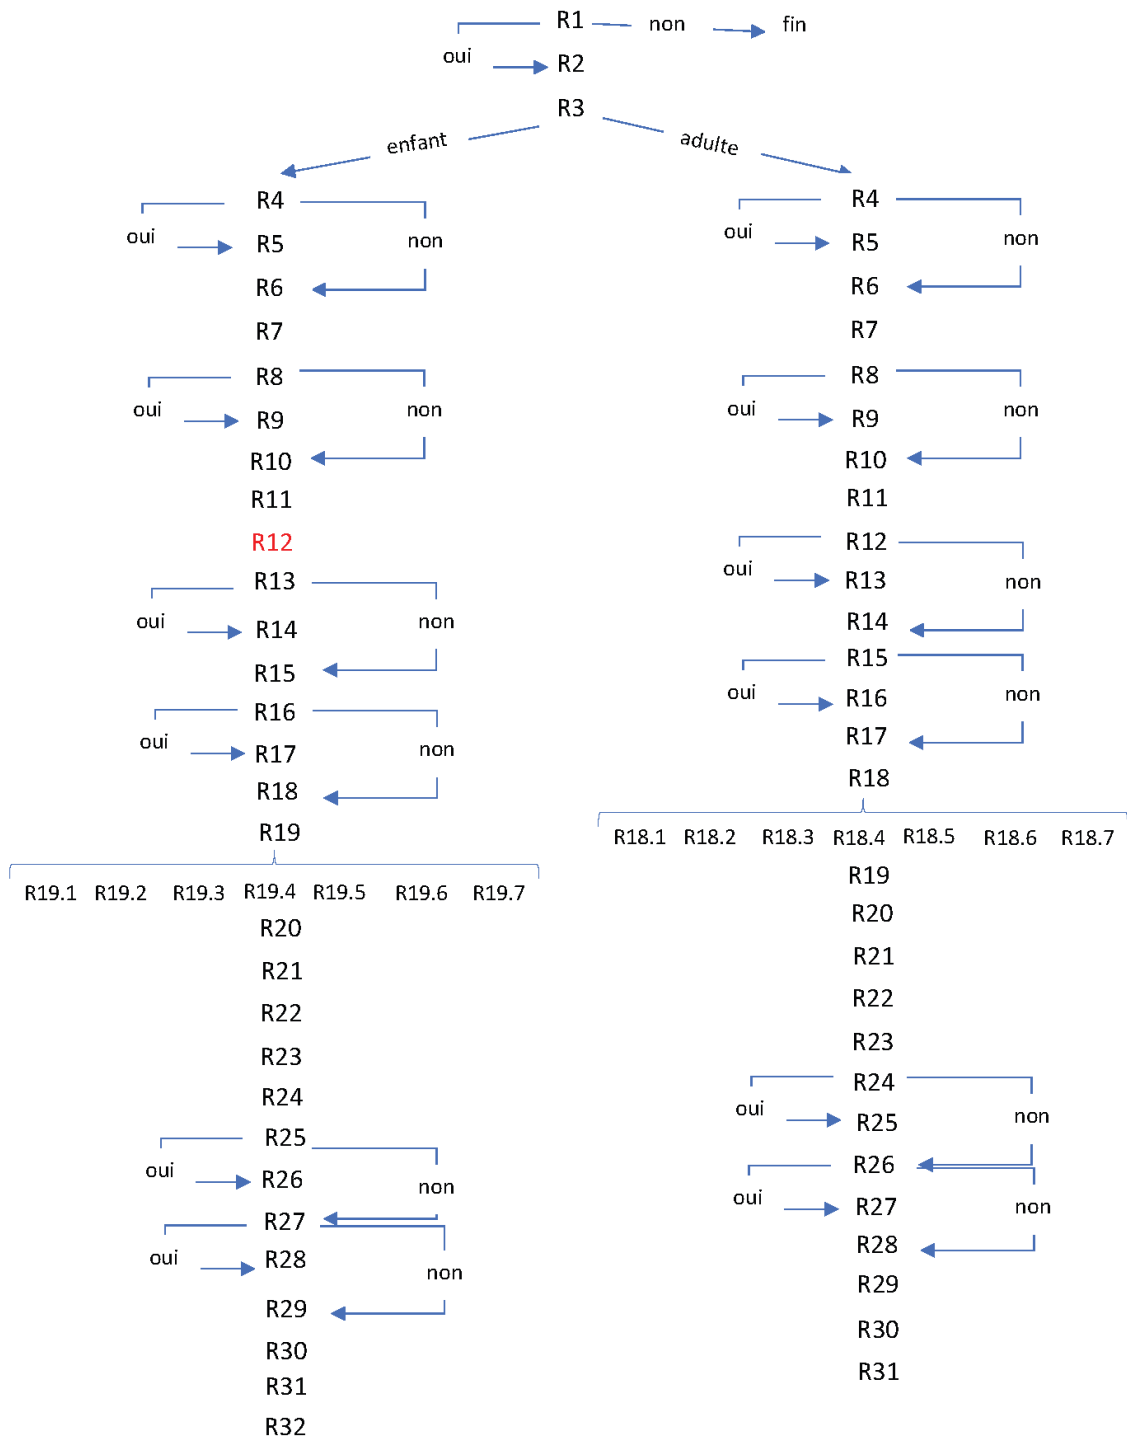 R1 non fin
oui
R2
R3
enfant adulte
R4
oui non
R5
R6
R7
R8
oui non
R9
R10
R11
R12
R13
oui non
R14
R15
R16
oui non
R17
R18
R19
R19.1 R19.2 R19.3 R19.4 R19.5 R19.6 R19.7
R20
R21
R22
R23
R24
R25
oui non
R26
R27
oui non
R28
R29
R30
R31
R32
R4
oui non
R5
R6
R7
R8
oui non
R9
R10
R11
R12
oui non
R13
R14
R15
oui non
R16
R17
R18
R18.1 R18.2 R18.3 R18.4 R18.5 R18.6 R18.7
R19
R20
R21
R22
R23
R24
oui non
R25
R26
oui non
R27
R28
R29
R30
R31